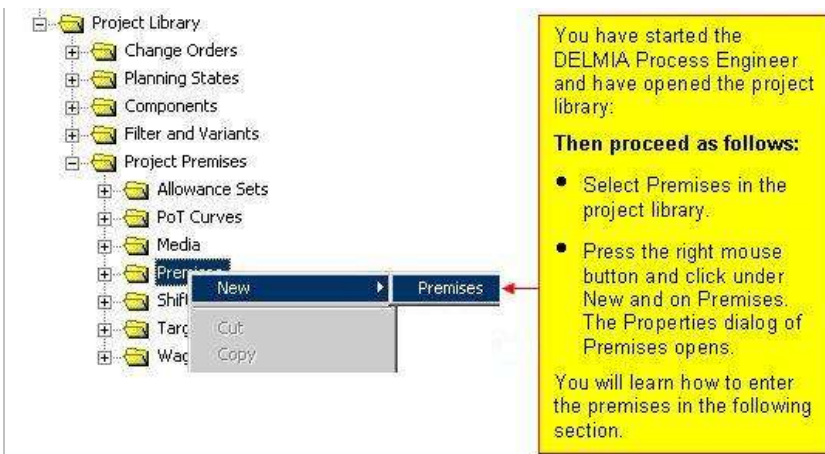 Project Library
Change Orders
Planning States
Components
Filter and Variants
Project Premises
Allowance Sets
PoT Curves
Media
New
Premises
Cut
Copy
You have started the
DELMIA Process Engineer
and have opened the project
library:
Then proceed as follows:
• Select Premises in the
project library.
• Press the right mouse
button and click under
New and on Premises.
The Properties dialog of
Premises opens.
You will learn how to enter
the premises in the following
section.